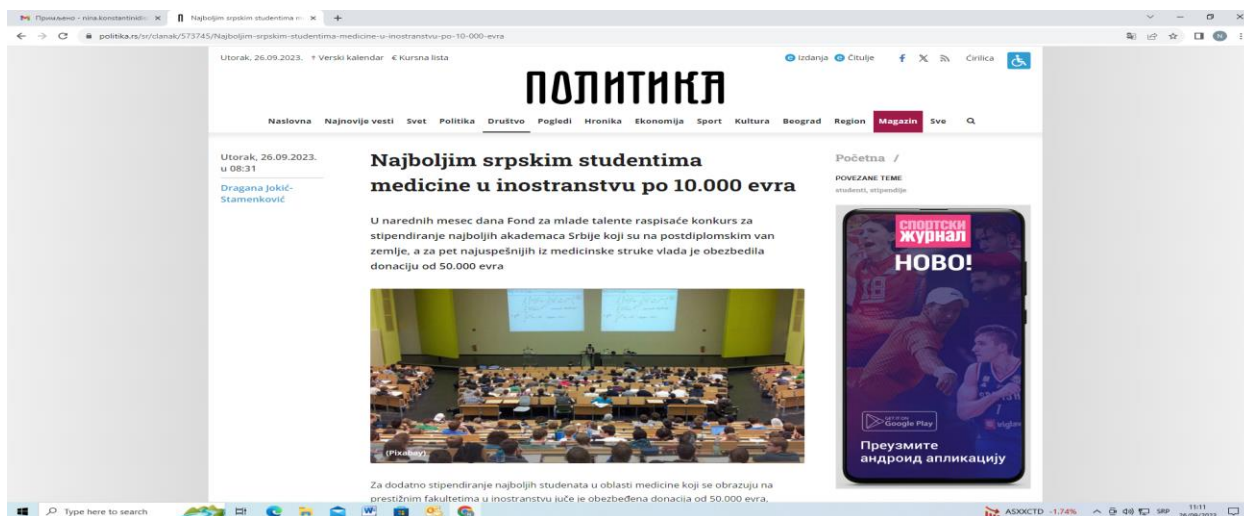 Примљено - nina.konstantinidi
Najboljim srpskim studentima m
politika.rs/sr/clanak/573745/Najboljim-srpskim-studentima-medicine-u-inostranstvu-po-10-000-evra
Utorak, 26.09.2023. † Verski kalendar € Kursna lista
Izdanja Čitulje Ćirilica
ПОЛИТИКА
Naslovna Najnovije vesti Svet Politika Društvo Pogledi Hronika Ekonomija Sport Kultura Beograd Region Magazin Sve
Utorak, 26.09.2023.
u 08:31
Dragana Jokić-
Stamenković
Najboljim srpskim studentima
medicine u inostranstvu po 10.000 evra
U narednih mesec dana Fond za mlade talente raspisaće konkurs za
stipendiranje najboljih akademaca Srbije koji su na postdiplomskim van
zemlje, a za pet najuspešnijih iz medicinske struke vlada je obezbedila
donaciju od 50.000 evra
(Pixabay)
Za dodatno stipendiranje najboljih studenata u oblasti medicine koji se obrazuju na
prestižnim fakultetima u inostranstvu juče je obezbeđena donacija od 50.000 evra,
Početna /
POVEZANE TEME
studenti, stipendije
СПОРТСКИ
ЖУРНАЛ
НОВО!
GET IT ON
Google Play
Преузмите
андроид апликацију
Type here to search
ASXXCTD -1.74%
SRP
11:11
26/09/2023